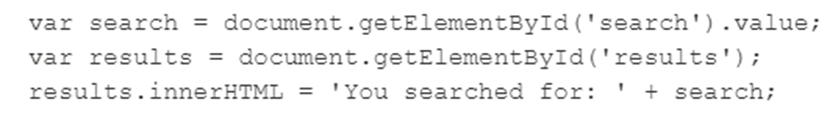 var search = document.getElementById('search').value;
var results = document.getElementById('results');
results.innerHTML = 'You searched for: ' + search;